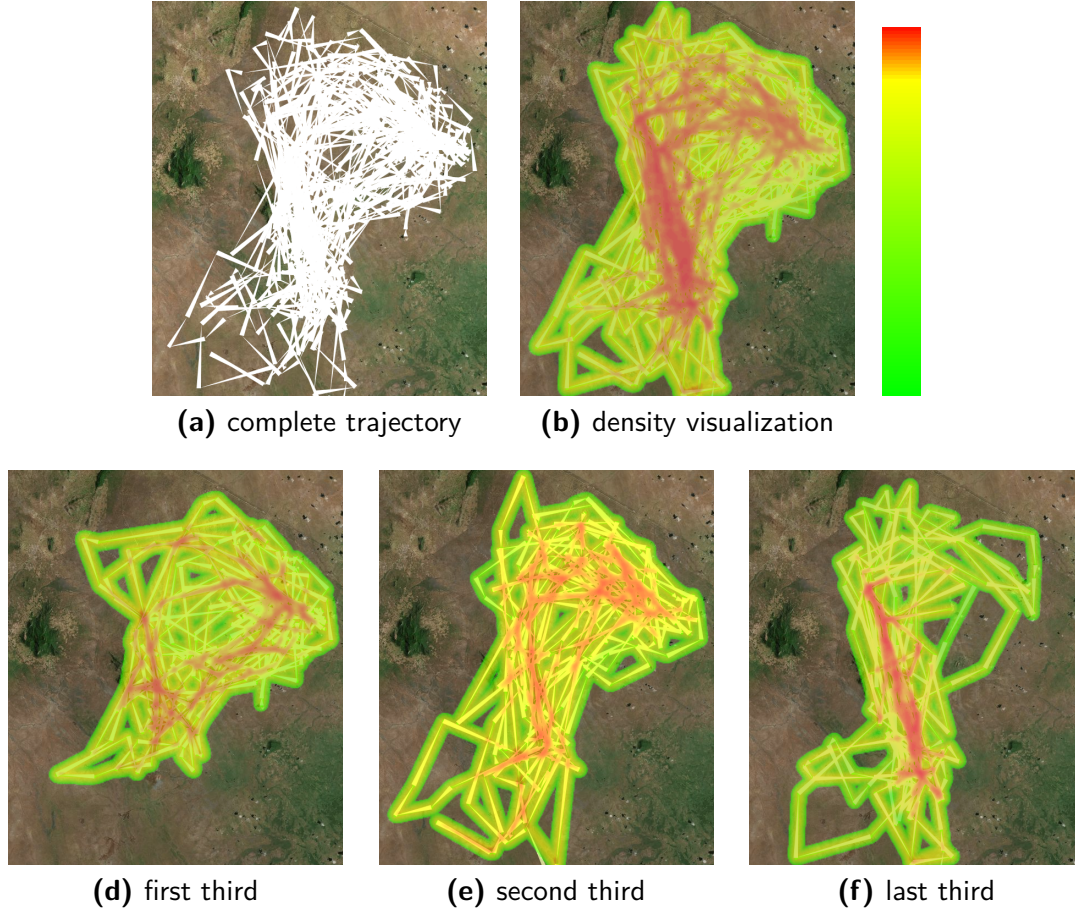 (a) complete trajectory
(b) density visualization
(d) first third
(e) second third
(f) last third